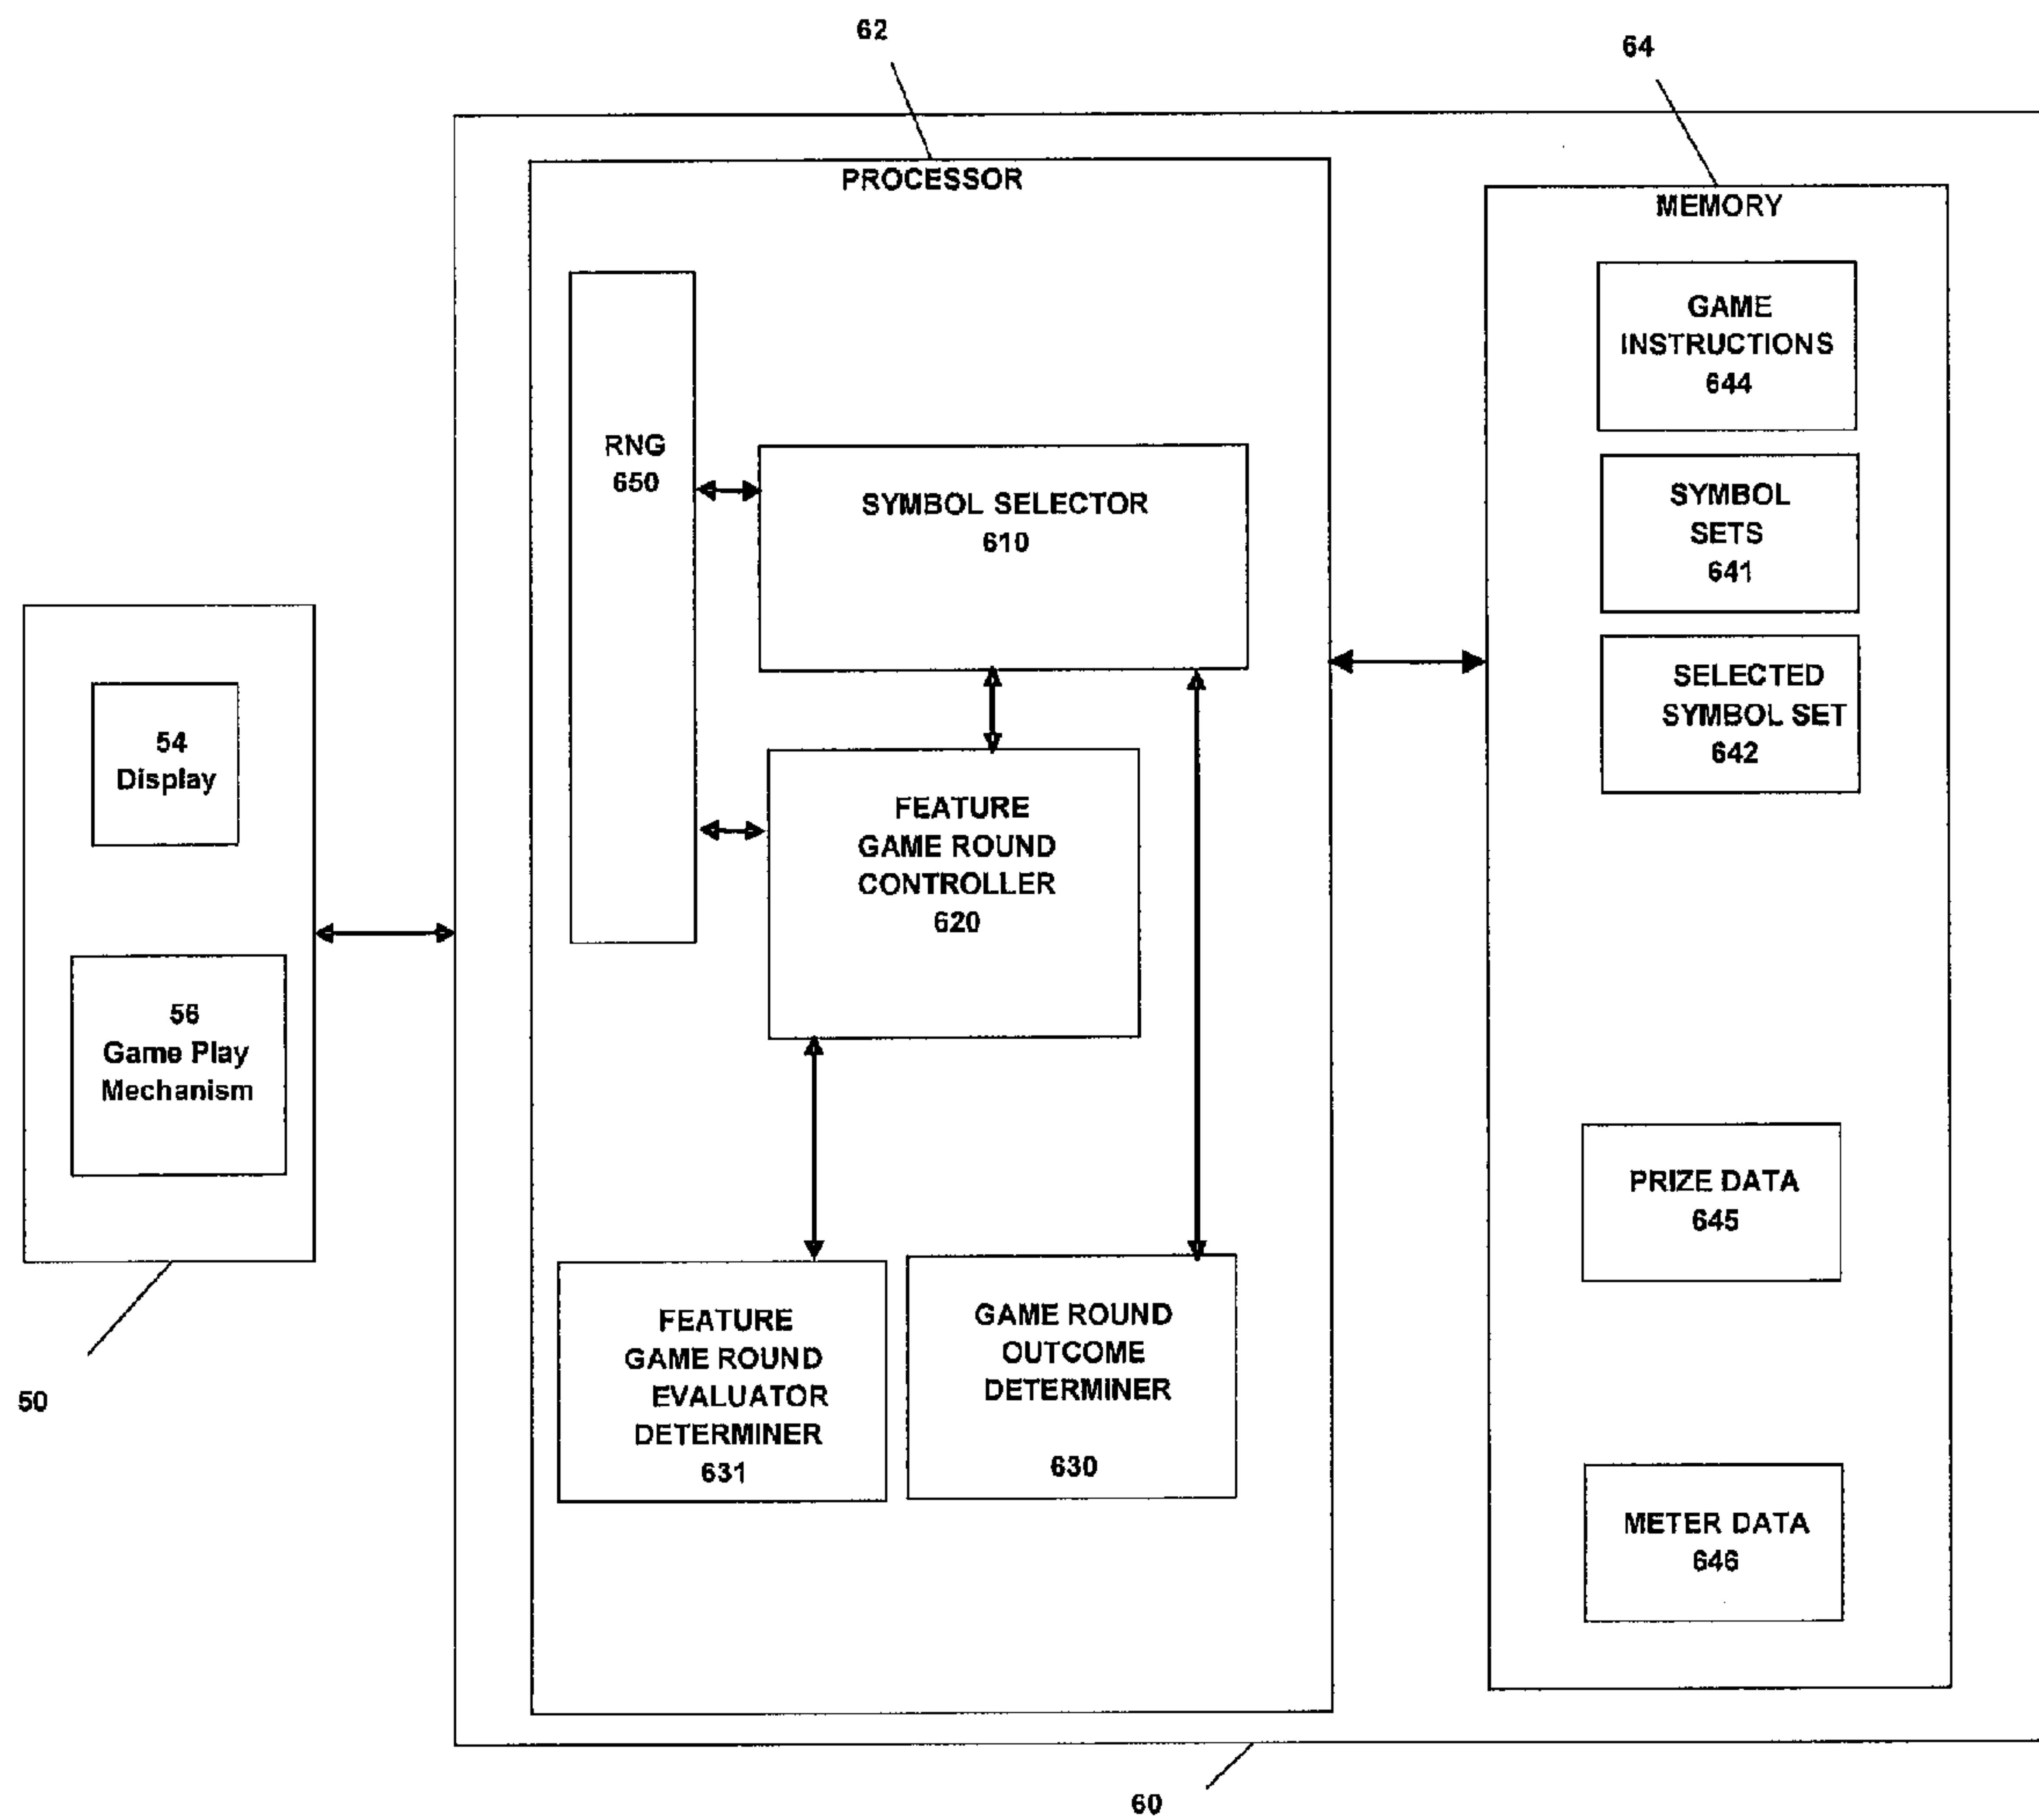 62
64
PROCESSOR
MEMORY
GAME
INSTRUCTIONS
644
RNG
650
SYMBOL SELECTOR
610
SYMBOL
SETS
641
SELECTED
SYMBOL SET
642
54
Display
FEATURE
GAME ROUND
CONTROLLER
620
56
Game Play
Mechanism
PRIZE DATA
645
FEATURE
GAME ROUND
EVALUATOR
DETERMINER
631
GAME ROUND
OUTCOME
DETERMINER
630
50
METER DATA
646
60